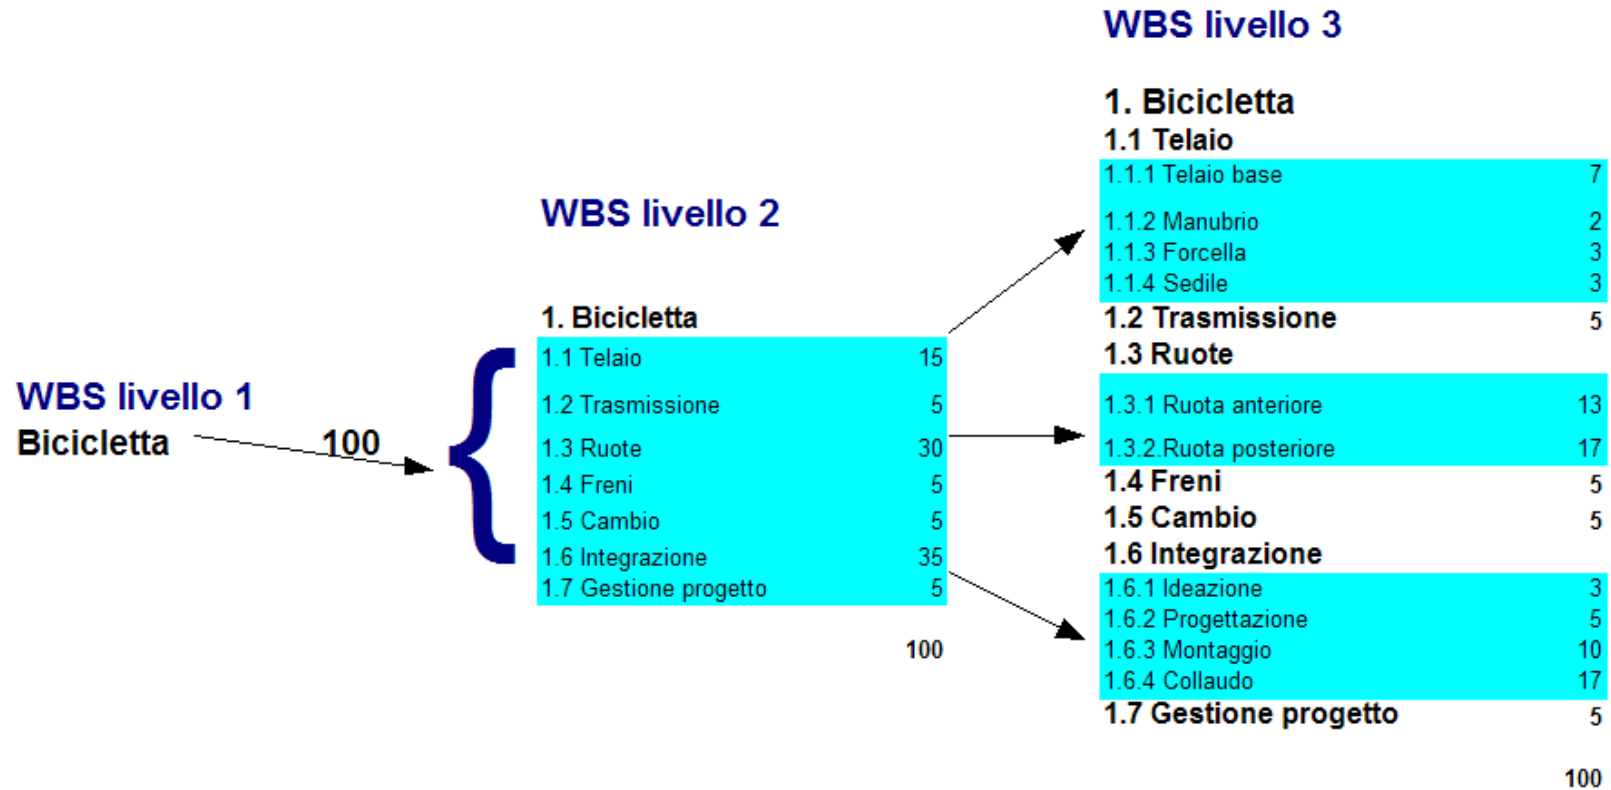 WBS livello 1
Bicicletta 100
WBS livello 2
1. Bicicletta
1.1 Telaio 15
1.2 Trasmissione 5
1.3 Ruote 30
1.4 Freni 5
1.5 Cambio 5
1.6 Integrazione 35
1.7 Gestione progetto 5
100
WBS livello 3
1. Bicicletta
1.1 Telaio
1.1.1 Telaio base 7
1.1.2 Manubrio 2
1.1.3 Forcella 3
1.1.4 Sedile 3
1.2 Trasmissione 5
1.3 Ruote
1.3.1 Ruota anteriore 13
1.3.2.Ruota posteriore 17
1.4 Freni 5
1.5 Cambio 5
1.6 Integrazione
1.6.1 Ideazione 3
1.6.2 Progettazione 5
1.6.3 Montaggio 10
1.6.4 Collaudo 17
1.7 Gestione progetto 5
100